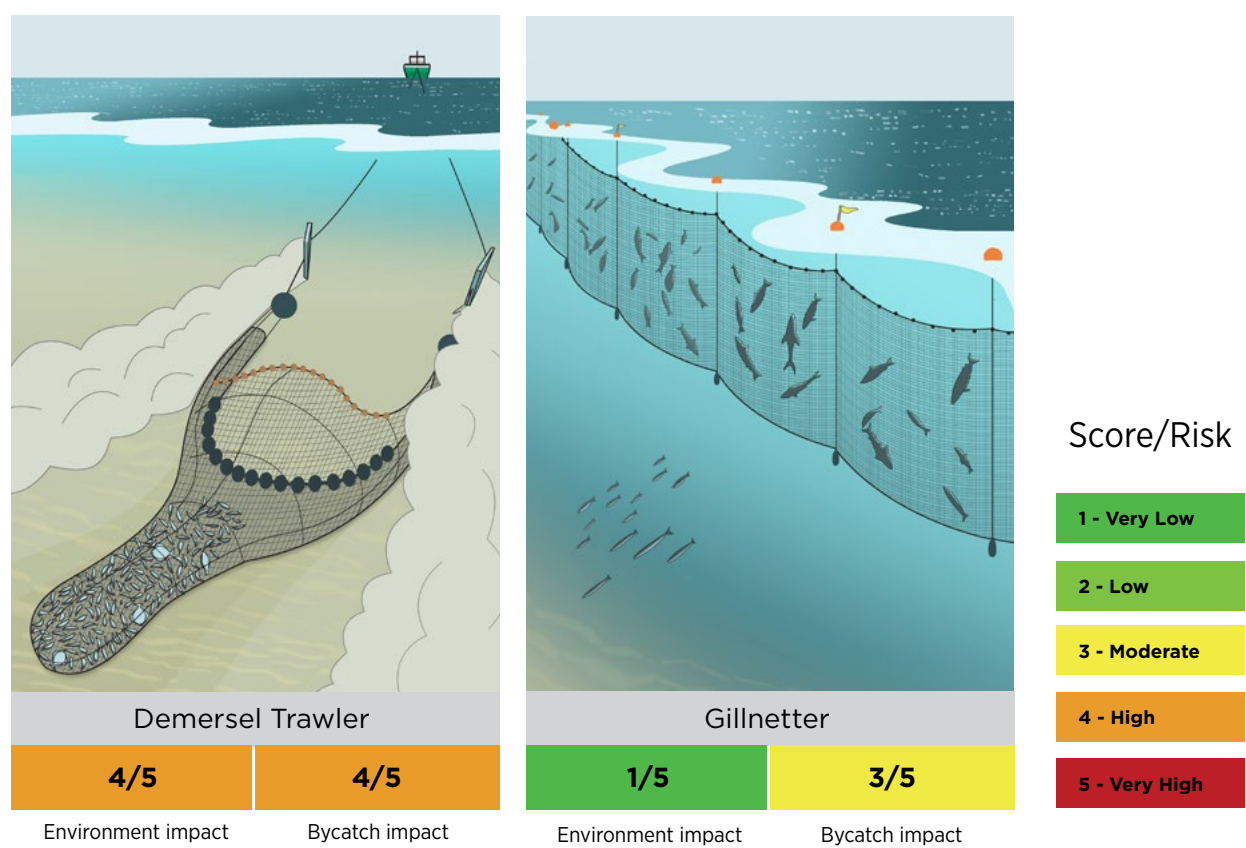 Demersel Trawler
4/5
4/5
Environment impact
Bycatch impact
Gillnetter
1/5
3/5
Environment impact
Bycatch impact
Score/Risk
1 - Very Low
2 - Low
3 - Moderate
4 - High
5 - Very High